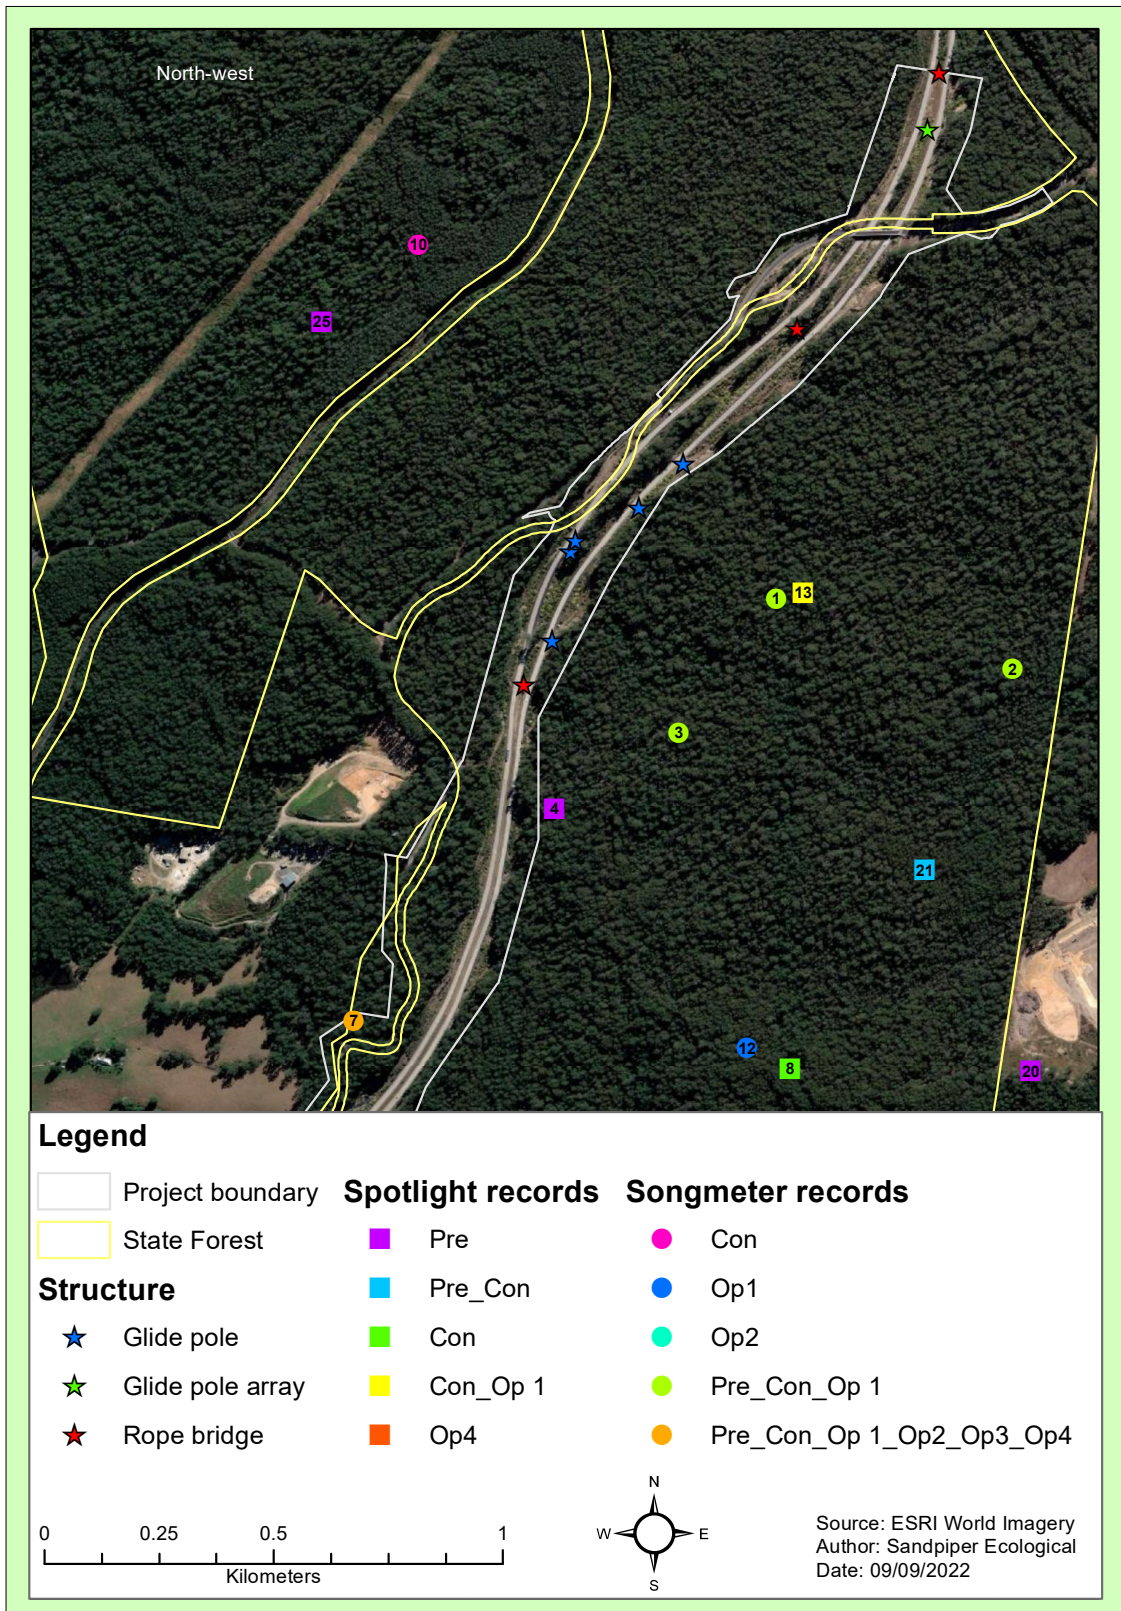 North-west
10
25
1
13
2
3
4
21
7
12
8
20
Legend
Project boundary
State Forest
Structure
Glide pole
Glide pole array
Rope bridge
Spotlight records
Pre
Pre_Con
Con
Con_Op 1
Op4
Songmeter records
Con
Op1
Op2
Pre_Con_Op 1
Pre_Con_Op 1_Op2_Op3_Op4
0 0.25 0.5 1
Kilometers
N
W E
S
Source: ESRI World Imagery
Author: Sandpiper Ecological
Date: 09/09/2022